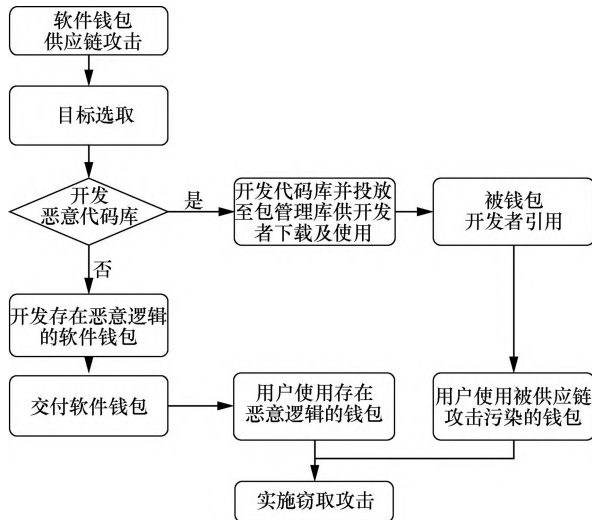 软件钱包
供应链攻击
目标选取
开发
恶意代码库
是
开发代码库并投放
至包管理库供开发
者下载及使用
被钱包
开发者引用
否
开发存在恶意逻辑
的软件钱包
交付软件钱包
用户使用存在
恶意逻辑的钱包
用户使用被供应链
攻击污染的钱包
实施窃取攻击